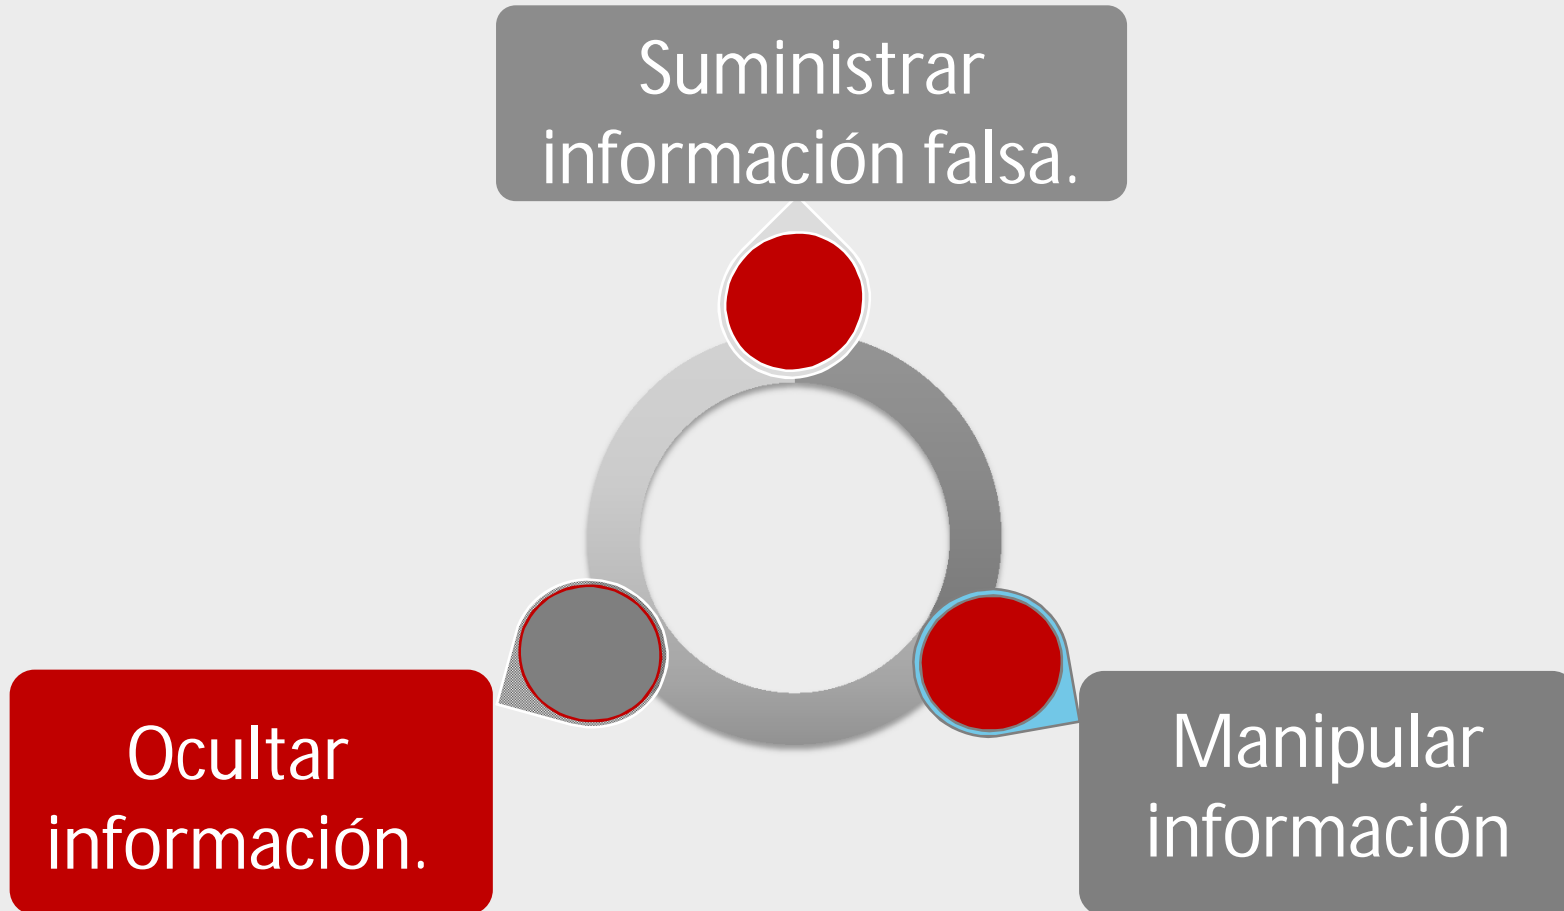 Suministrar
información falsa.
Ocultar
información.
Manipular
información